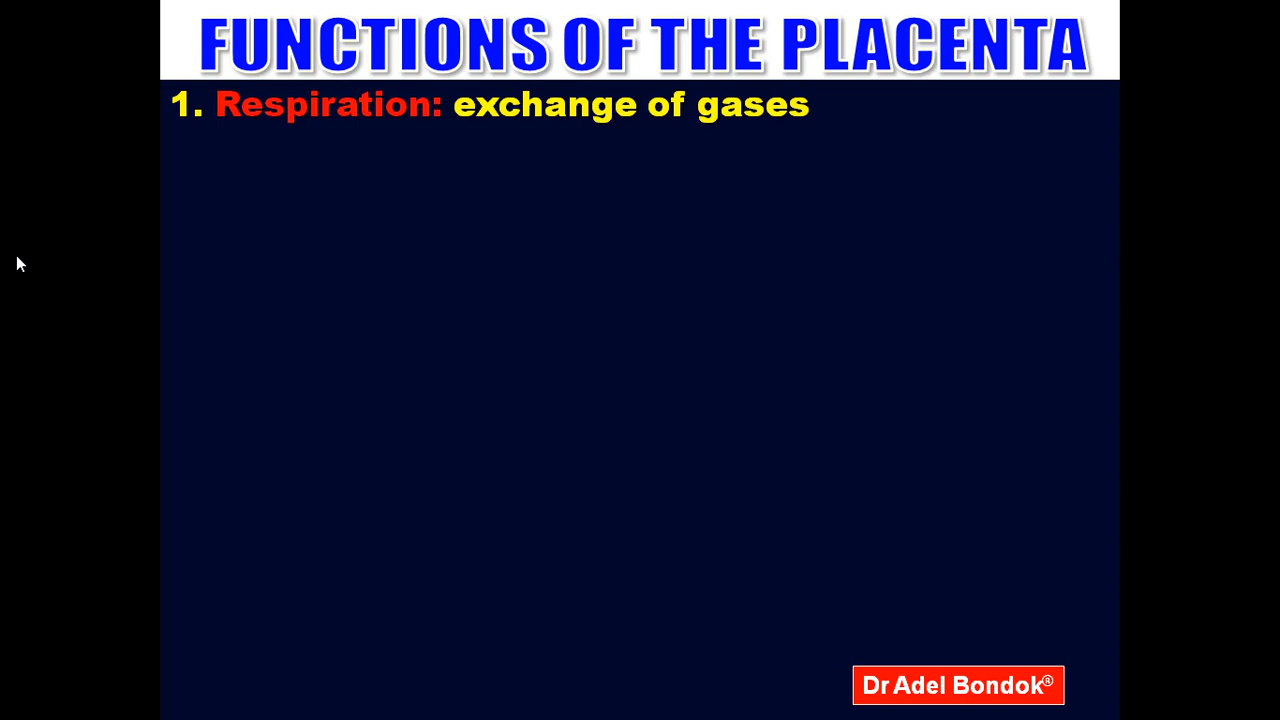 FUNCTIONS OF THE PLACENTA
1. Respiration: exchange of gases
Dr Adel Bondok®